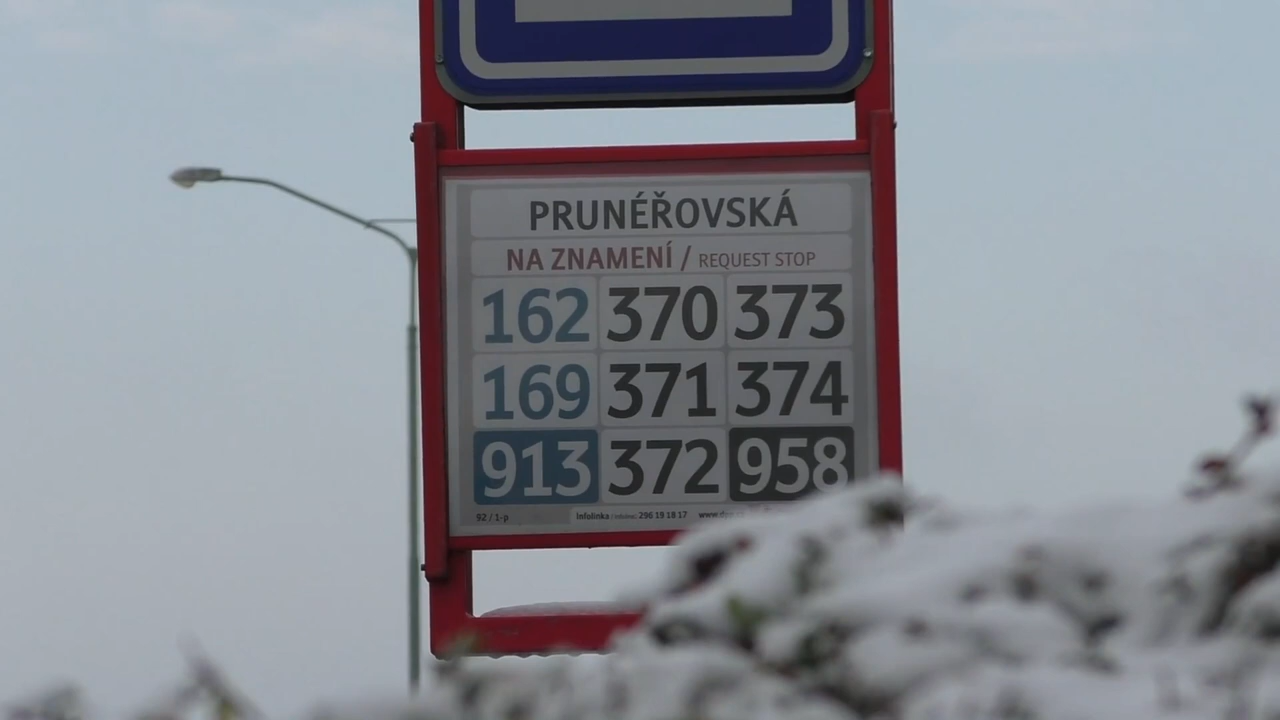 PRUNÉŘOVSKÁ
NA ZNAMENÍ / REQUEST STOP
162 370 373
169 371 374
913 372 958
92 / 1-p Infolinka / Infoline: 296 19 18 17